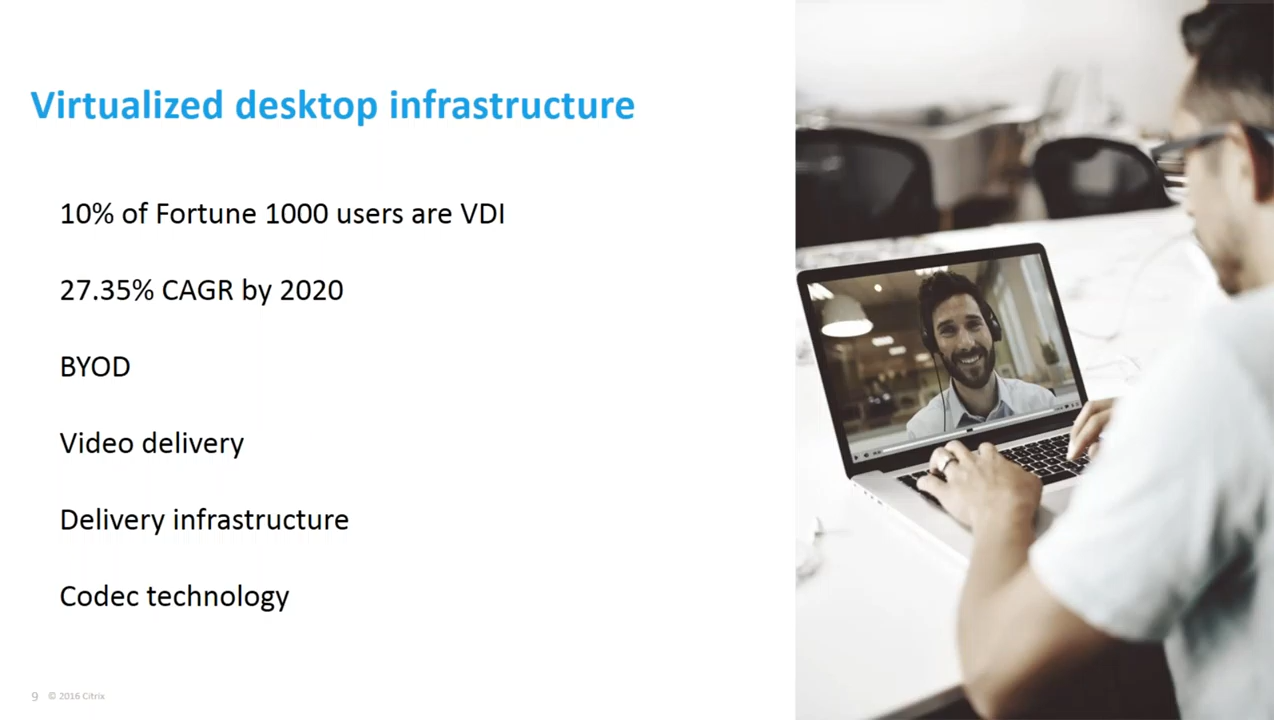 Virtualized desktop infrastructure
10% of Fortune 1000 users are VDI
27.35% CAGR by 2020
BYOD
Video delivery
Delivery infrastructure
Codec technology
9 © 2016 Citrix